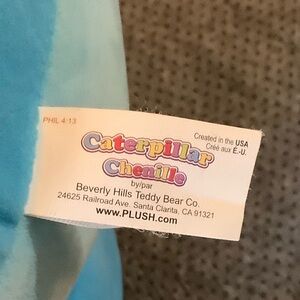 PHIL 4:13
Created in the USA
Créé aux É.-U.
Caterpillar
Chenille
by/par
Beverly Hills Teddy Bear Co.
24625 Railroad Ave. Santa Clarita, CA 91321
www.PLUSH.com